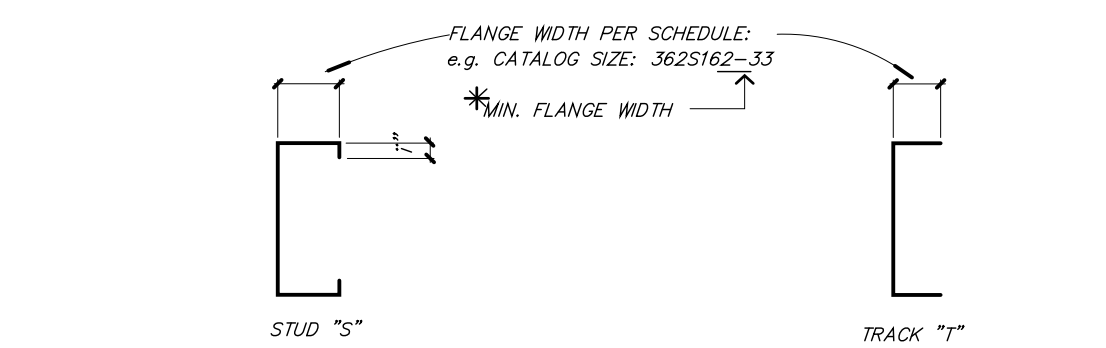 FLANGE WIDTH PER SCHEDULE:
e.g. CATALOG SIZE: 362S162-33
*MIN. FLANGE WIDTH
STUD "S"
TRACK "T"